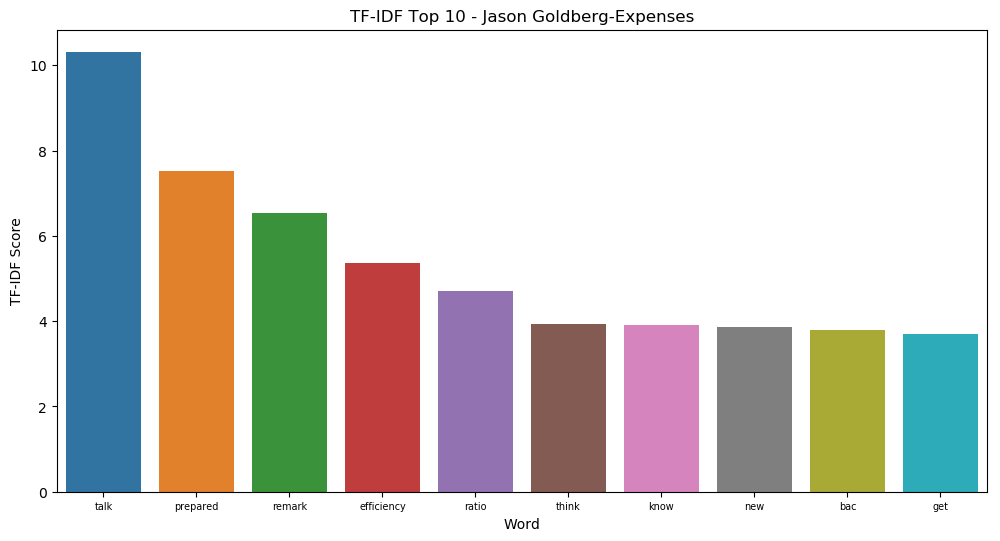 TF-IDF Top 10 - Jason Goldberg-Expenses
TF-IDF Score
10
8
6
4
2
0
talk prepared remark efficiency ratio think know new bac get
Word